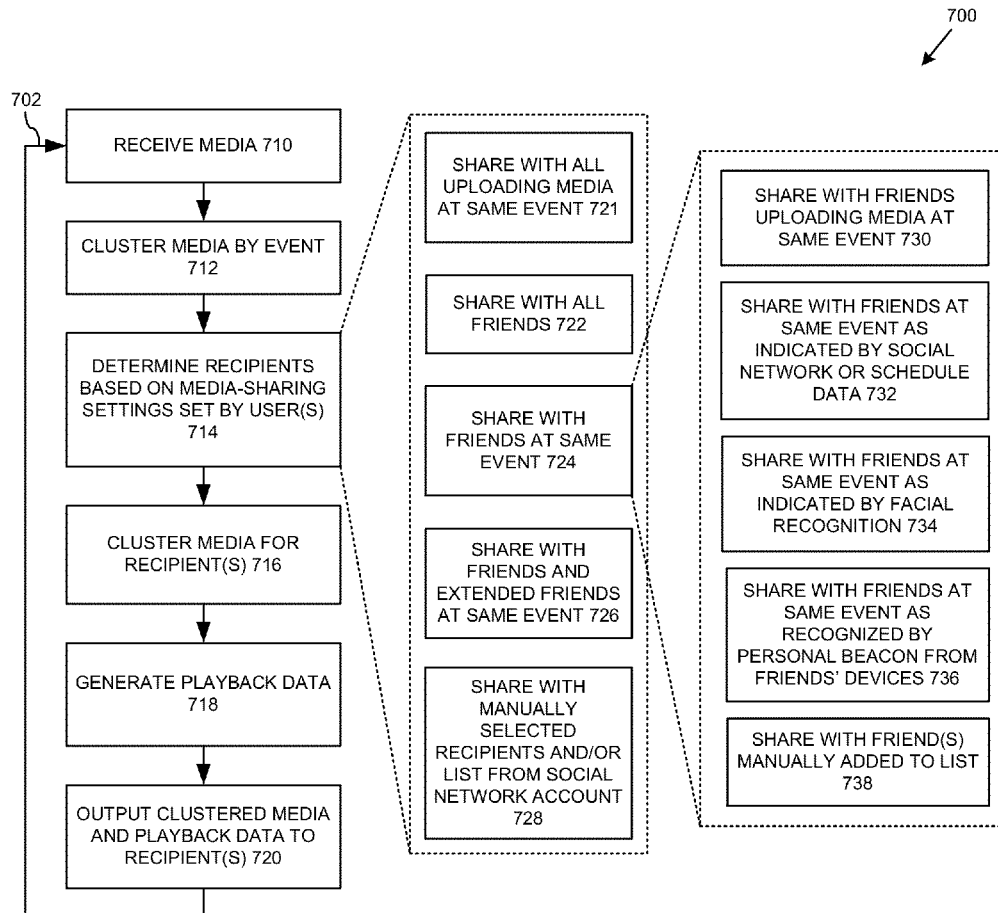 700
702
RECEIVE MEDIA 710
CLUSTER MEDIA BY EVENT
712
DETERMINE RECIPIENTS
BASED ON MEDIA-SHARING
SETTINGS SET BY USER(S)
714
CLUSTER MEDIA FOR
RECIPIENT(S) 716
GENERATE PLAYBACK DATA
718
OUTPUT CLUSTERED MEDIA
AND PLAYBACK DATA TO
RECIPIENT(S) 720
SHARE WITH ALL
UPLOADING MEDIA
AT SAME EVENT 721
SHARE WITH ALL
FRIENDS 722
SHARE WITH
FRIENDS AT SAME
EVENT 724
SHARE WITH
FRIENDS AND
EXTENDED FRIENDS
AT SAME EVENT 726
SHARE WITH
MANUALLY
SELECTED
RECIPIENTS AND/OR
LIST FROM SOCIAL
NETWORK ACCOUNT
728
SHARE WITH FRIENDS
UPLOADING MEDIA AT
SAME EVENT 730
SHARE WITH FRIENDS AT
SAME EVENT AS
INDICATED BY SOCIAL
NETWORK OR SCHEDULE
DATA 732
SHARE WITH FRIENDS AT
SAME EVENT AS
INDICATED BY FACIAL
RECOGNITION 734
SHARE WITH FRIENDS AT
SAME EVENT AS
RECOGNIZED BY
PERSONAL BEACON FROM
FRIENDS' DEVICES 736
SHARE WITH FRIEND(S)
MANUALLY ADDED TO LIST
738